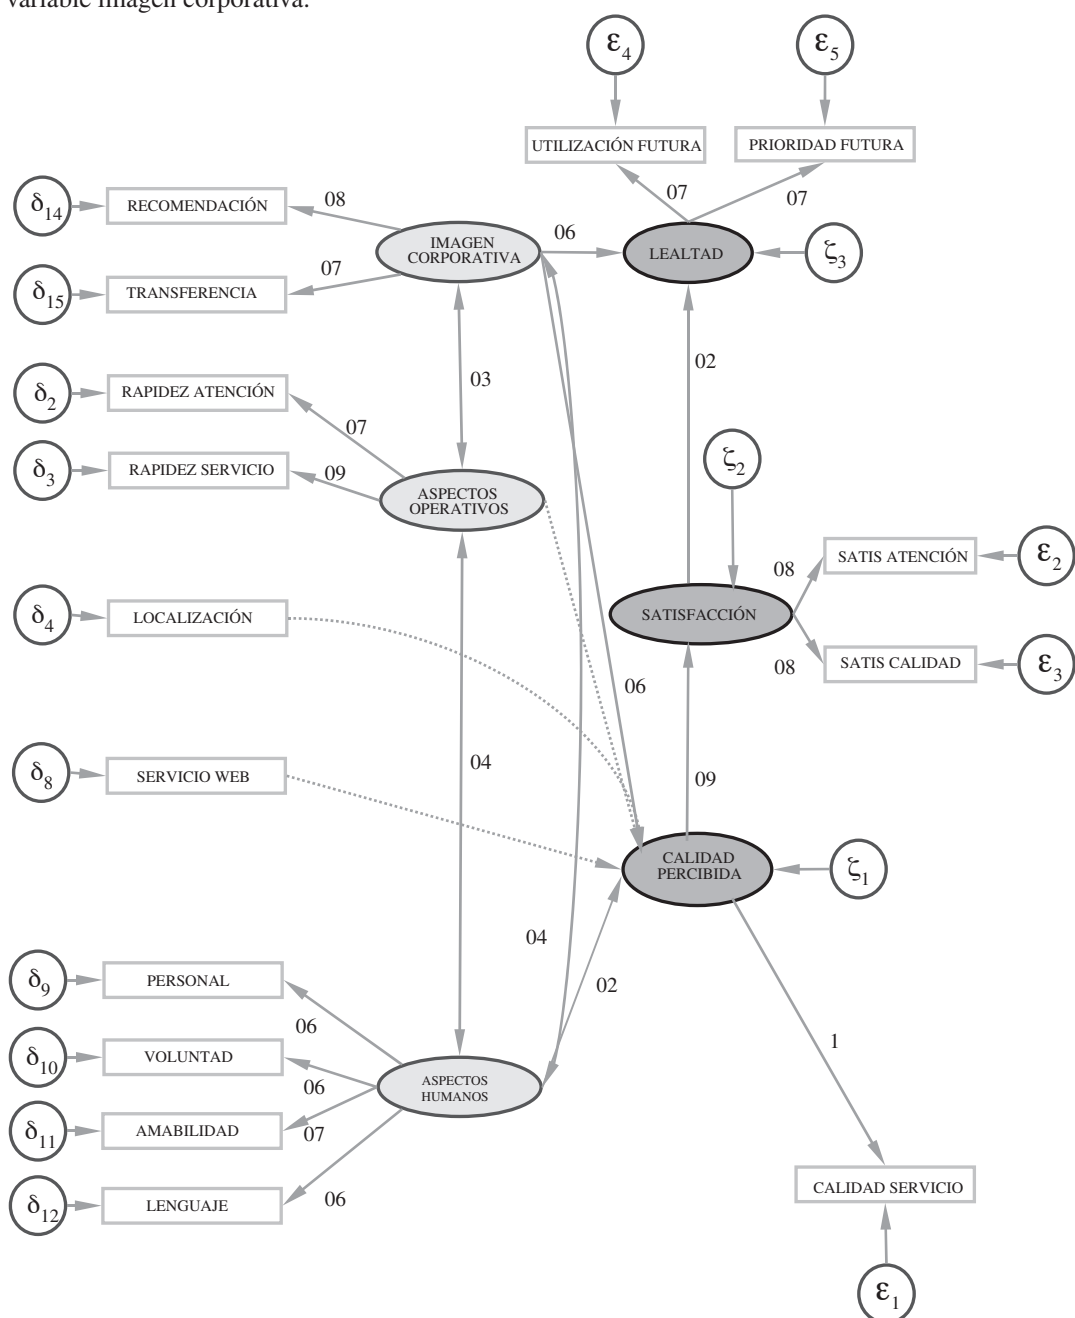 variable imagen corporativa.
ε4
ε5
UTILIZACIÓN FUTURA
PRIORIDAD FUTURA
07
07
δ14
RECOMENDACIÓN
08
IMAGEN
CORPORATIVA
06
LEALTAD
ζ3
δ15
TRANSFERENCIA
07
03
02
δ2
RAPIDEZ ATENCIÓN
07
δ3
RAPIDEZ SERVICIO
09
ASPECTOS
OPERATIVOS
ζ2
08
SATIS ATENCIÓN
ε2
δ4
LOCALIZACIÓN
SATISFACCIÓN
08
SATIS CALIDAD
ε3
06
δ8
SERVICIO WEB
04
09
CALIDAD
PERCIBIDA
ζ1
04
02
δ9
PERSONAL
06
δ10
VOLUNTAD
06
ASPECTOS
HUMANOS
1
δ11
AMABILIDAD
07
δ12
LENGUAJE
06
CALIDAD SERVICIO
ε1